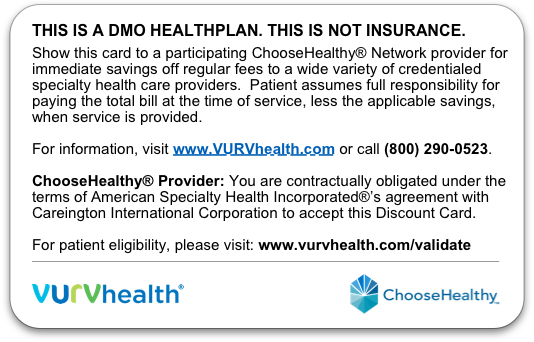 THIS IS A DMO HEALTHPLAN. THIS IS NOT INSURANCE.
Show this card to a participating ChooseHealthy® Network provider for
immediate savings off regular fees to a wide variety of credentialed
specialty health care providers.  Patient assumes full responsibility for
paying the total bill at the time of service, less the applicable savings,
when service is provided.
For information, visit www.VURVhealth.com or call (800) 290-0523.
ChooseHealthy® Provider: You are contractually obligated under the
terms of American Specialty Health Incorporated®'s agreement with
Careington International Corporation to accept this Discount Card.
For patient eligibility, please visit: www.vurvhealth.com/validate
vurvhealth® ChooseHealthy™